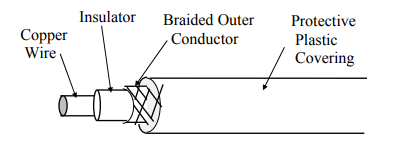 Copper
Wire
Insulator
Braided Outer
Conductor
Protective
Plastic
Covering